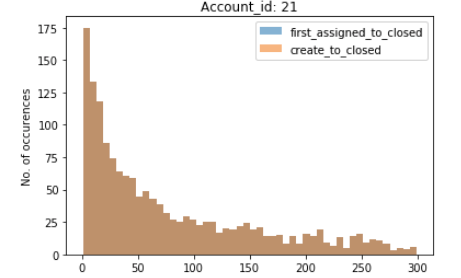 Account_id: 21
first_assigned_to_closed
create_to_closed
No. of occurences
175
150
125
100
75
50
25
0
0 50 100 150 200 250 300